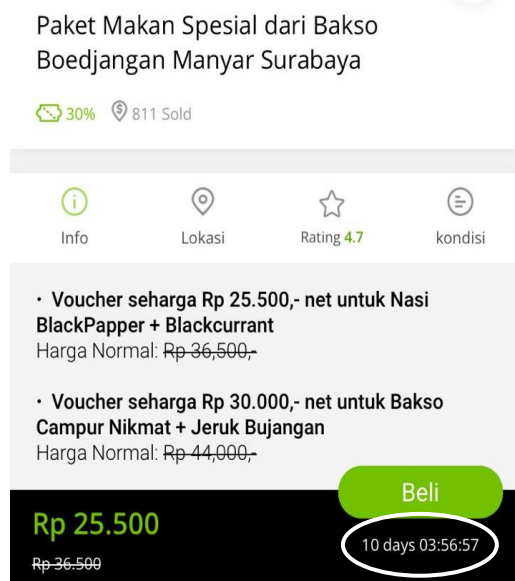 Paket Makan Spesial dari Bakso
Boedjangan Manyar Surabaya
30% 811 Sold
Info Lokasi Rating 4.7 kondisi
· Voucher seharga Rp 25.500,- net untuk Nasi
BlackPapper + Blackcurrant
Harga Normal: Rp 36,500,-
· Voucher seharga Rp 30.000,- net untuk Bakso
Campur Nikmat + Jeruk Bujangan
Harga Normal: Rp 44,000,-
Beli
Rp 25.500
10 days 03:56:57
Rp 36.500